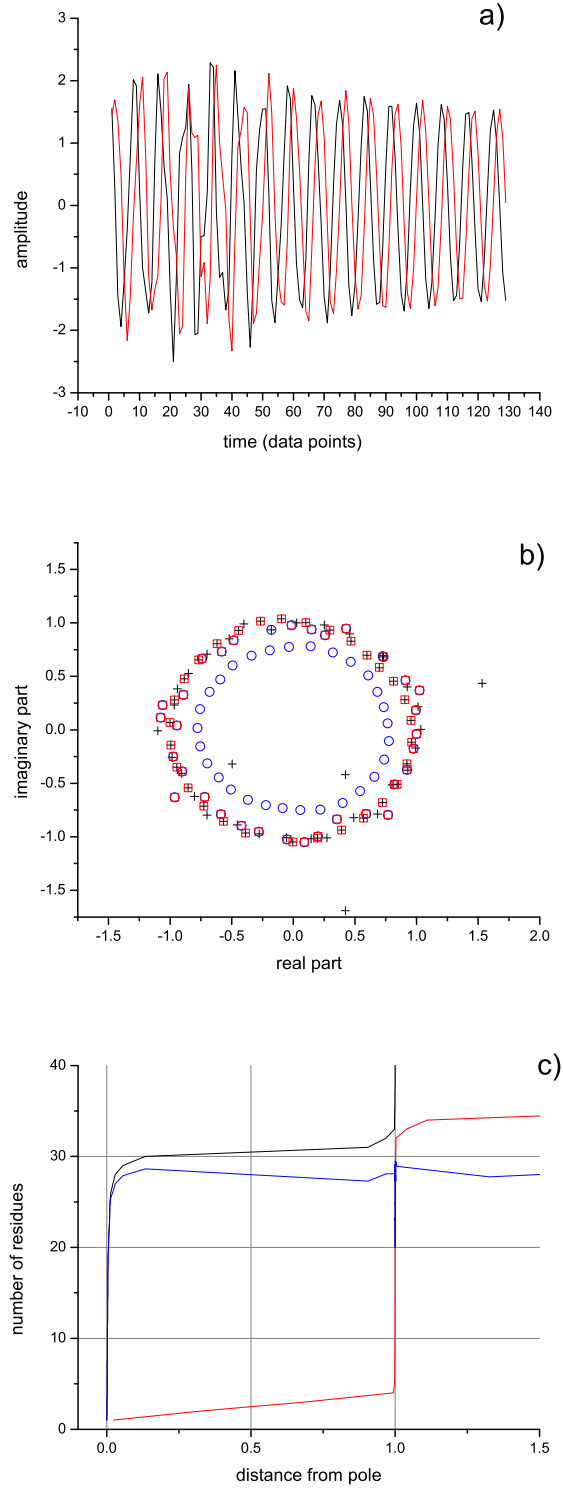 a)
3
2
1
0
-1
-2
-3
amplitude
-10 0 10 20 30 40 50 60 70 80 90 100 110 120 130 140
time (data points)
b)
1.5
1.0
0.5
0.0
-0.5
-1.0
-1.5
imaginary part
-1.5 -1.0 -0.5 0.0 0.5 1.0 1.5 2.0
real part
c)
40
30
20
10
0
number of residues
0.0 0.5 1.0 1.5
distance from pole